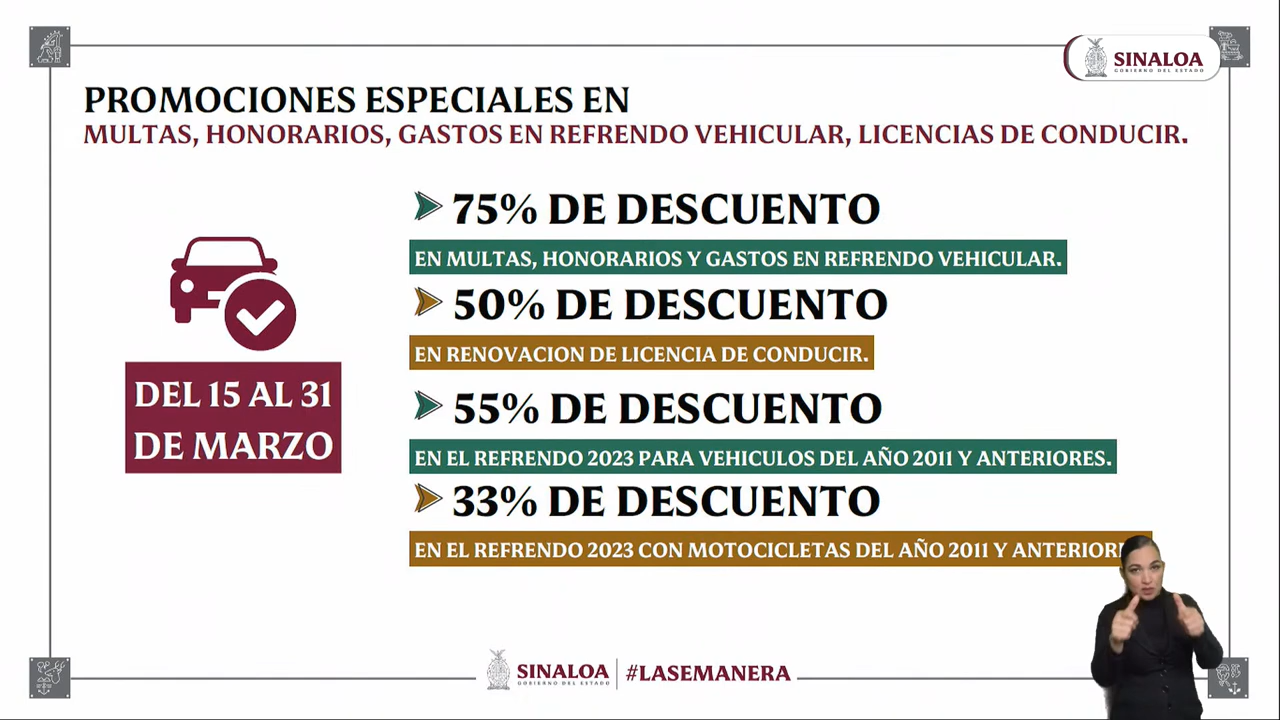 SINALOA
GOBIERNO DEL ESTADO
PROMOCIONES ESPECIALES EN
MULTAS, HONORARIOS, GASTOS EN REFRENDO VEHICULAR, LICENCIAS DE CONDUCIR.
75% DE DESCUENTO
EN MULTAS, HONORARIOS Y GASTOS EN REFRENDO VEHICULAR.
50% DE DESCUENTO
EN RENOVACION DE LICENCIA DE CONDUCIR.
DEL 15 AL 31
DE MARZO
55% DE DESCUENTO
EN EL REFRENDO 2023 PARA VEHICULOS DEL AÑO 2011 Y ANTERIORES.
33% DE DESCUENTO
EN EL REFRENDO 2023 CON MOTOCICLETAS DEL AÑO 2011 Y
SINALOA
GOBIERNO DEL ESTADO
#LASEMANERA